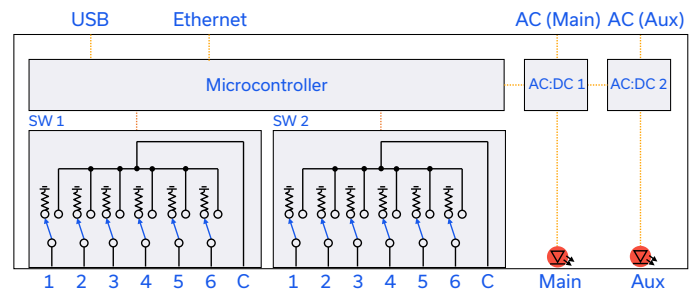 USB Ethernet AC (Main) AC (Aux)
Microcontroller AC:DC 1 AC:DC 2
SW 1 SW 2
1 2 3 4 5 6 C 1 2 3 4 5 6 C Main Aux